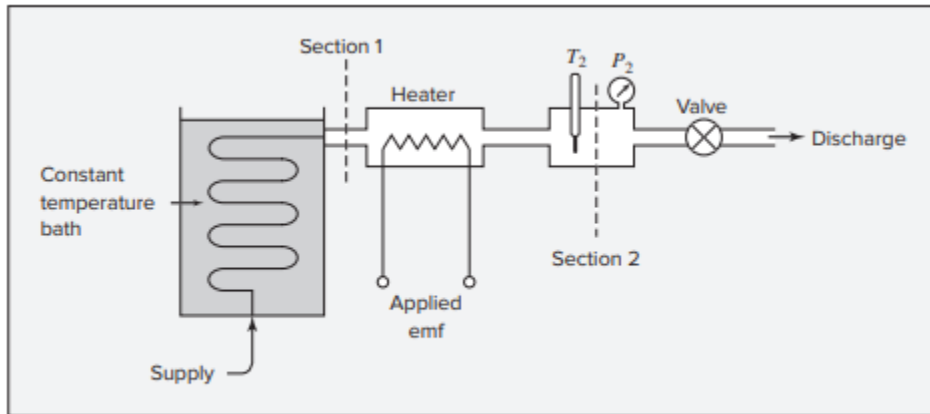 Section 1
T₂
P₂
Heater
Valve
Discharge
Constant
temperature
bath
Section 2
Applied
emf
Supply